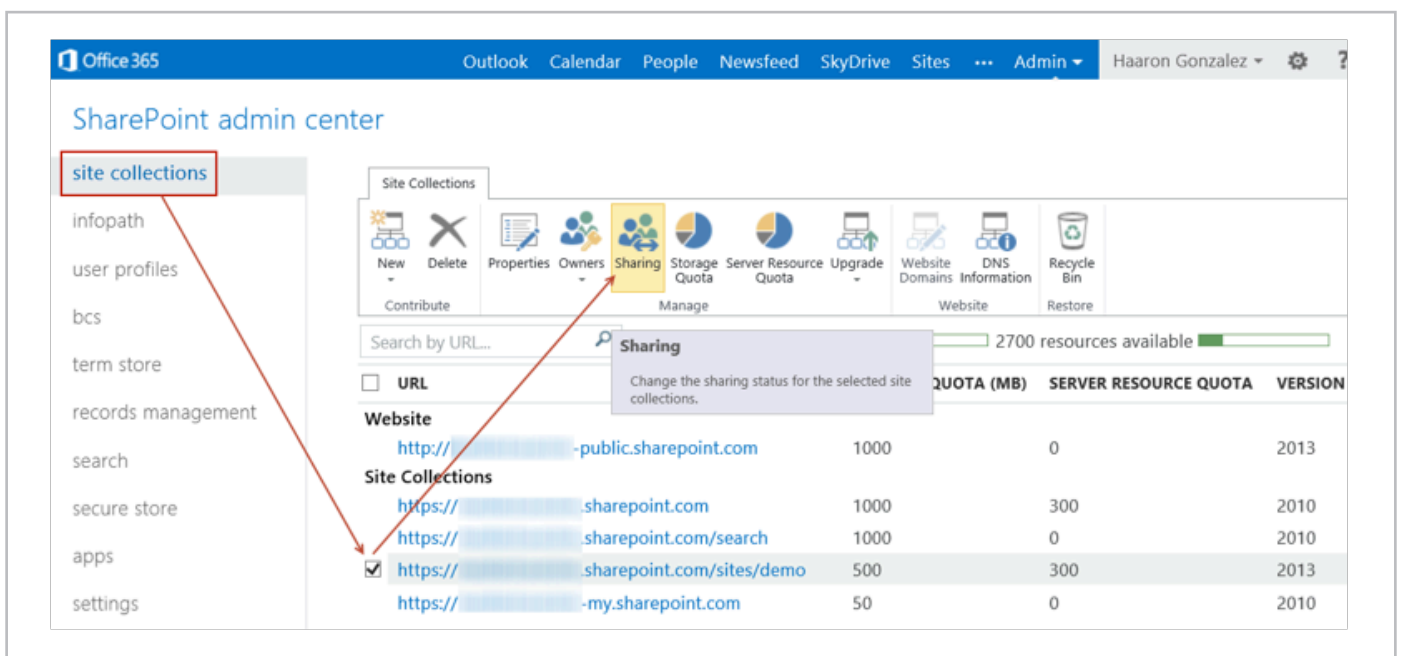 Office 365 Outlook Calendar People Newsfeed SkyDrive Sites ••• Admin Haaron Gonzalez ?
SharePoint admin center
site collections
infopath
user profiles
bcs
term store
records management
search
secure store
apps
settings
Site Collections
New Delete Properties Owners Sharing Storage Quota Server Resource Quota Upgrade Website Domains DNS Information Recycle Bin
Contribute Manage Website Restore
Search by URL... 2700 resources available
Sharing
Change the sharing status for the selected site
collections.
URL QUOTA (MB) SERVER RESOURCE QUOTA VERSION
Website
http:// -public.sharepoint.com 1000 0 2013
Site Collections
https:// .sharepoint.com 1000 300 2010
https:// .sharepoint.com/search 1000 0 2010
https:// .sharepoint.com/sites/demo 500 300 2013
https:// -my.sharepoint.com 50 0 2010